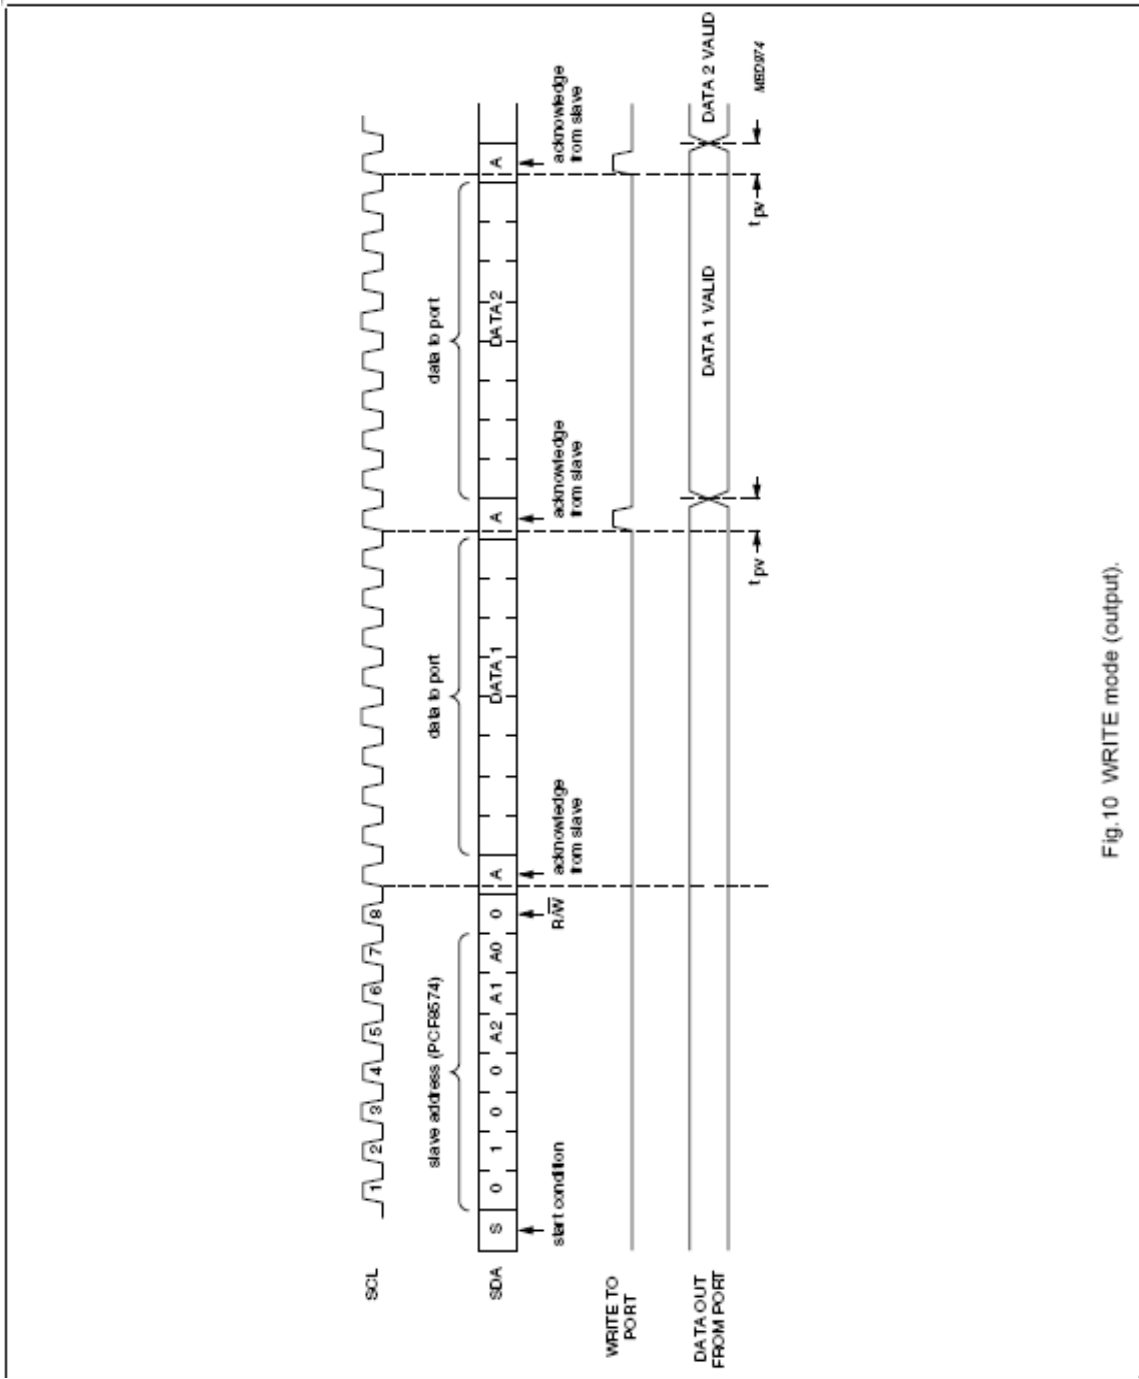 SCL
1 2 3 4 5 6 7 8
slave address (PCF8574)
data to port
data to port
SDA
S 0 1 0 0 A2 A1 A0 0 A DATA 1 A DATA 2 A
start condition
R/W
acknowledge
from slave
acknowledge
from slave
acknowledge
from slave
WRITE TO
PORT
DATA OUT
FROM PORT
DATA 1 VALID
DATA 2 VALID
t pv
t pv
MBD974
Fig.10 WRITE mode (output).